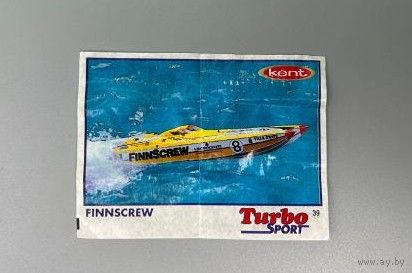 kent
FINNSCREW
8
FINNSCREW
Turbo
SPORT
39
www.ay.by